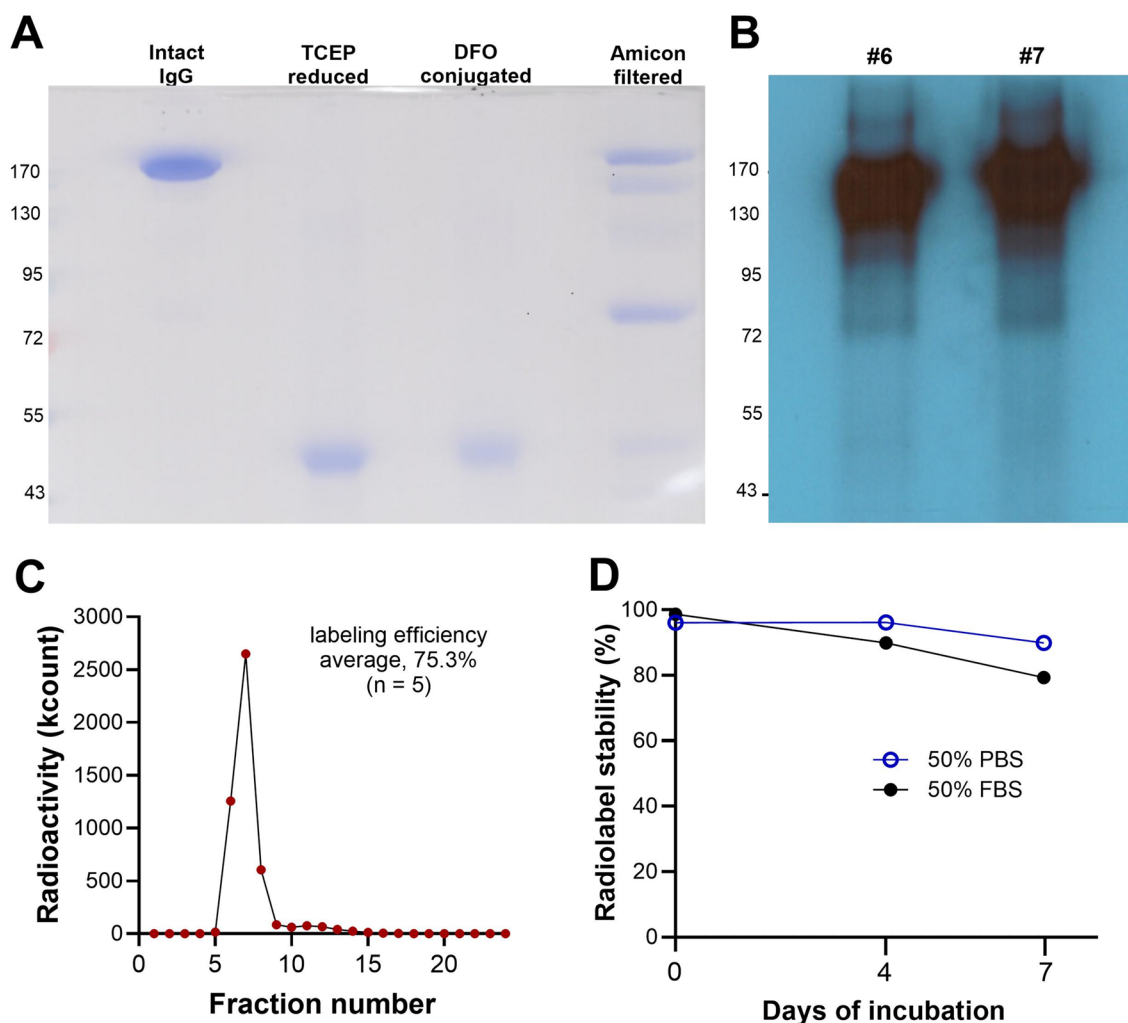 A
Intact
IgG
TCEP
reduced
DFO
conjugated
Amicon
filtered
170
130
95
72
55
43
B
#6
#7
170
130
95
72
55
43
C
Radioactivity (kcount)
3000
2500
2000
1500
1000
500
0
labeling efficiency
average, 75.3%
(n = 5)
0
5
10
15
20
Fraction number
D
Radiolabel stability (%)
100
80
60
40
20
0
50% PBS
50% FBS
0
4
7
Days of incubation